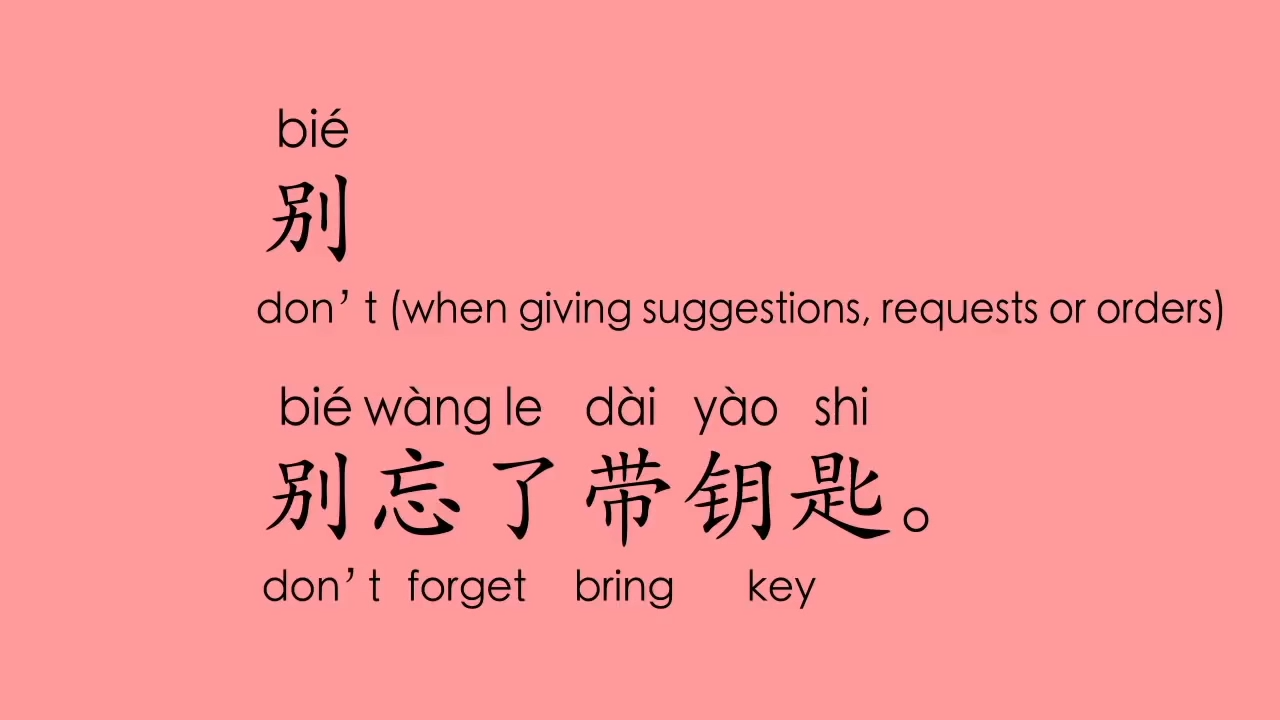 bié
别
don’t (when giving suggestions, requests or orders)
bié wàng le dài yào shi
别忘了带钥匙。
don’t forget bring key